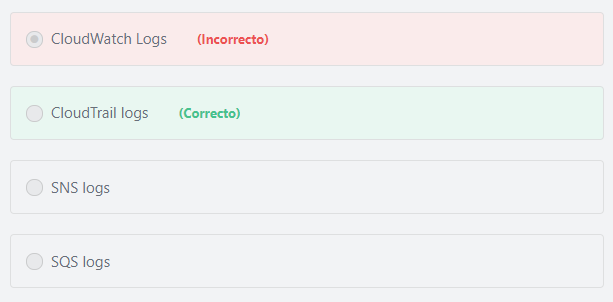 CloudWatch Logs (Incorrecto)
CloudTrail logs (Correcto)
SNS logs
SQS logs